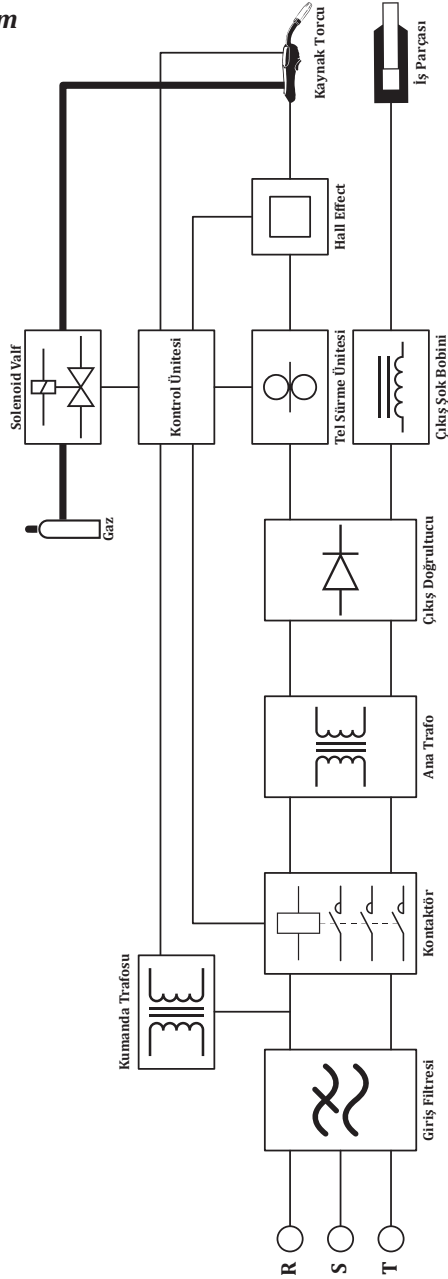 m
R
S
T
Giriş Filtresi
Kumanda Trafosu
Kontaktör
Ana Trafo
Çıkış Doğrultucu
Gaz
Solenoid Valf
Kontrol Ünitesi
Tel Sürme Ünitesi
Çıkış Şok Bobini
Hall Effect
Kaynak Torcu
İş Parçası